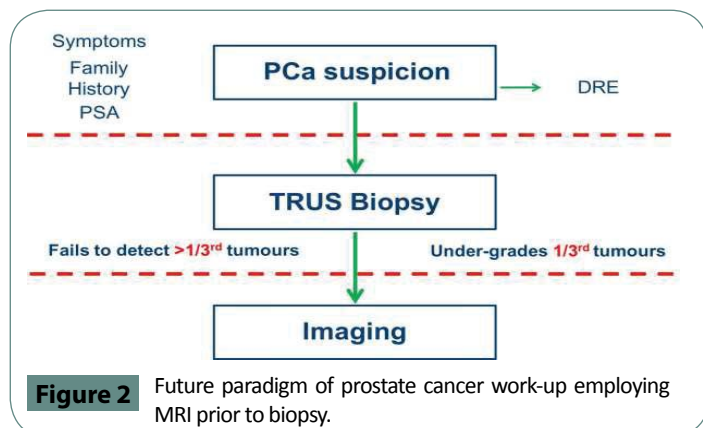 Symptoms
Family
History
PSA
PCa suspicion
DRE
TRUS Biopsy
Fails to detect >1/3rd tumours
Under-grades 1/3rd tumours
Imaging
Figure 2
Future paradigm of prostate cancer work-up employing
MRI prior to biopsy.